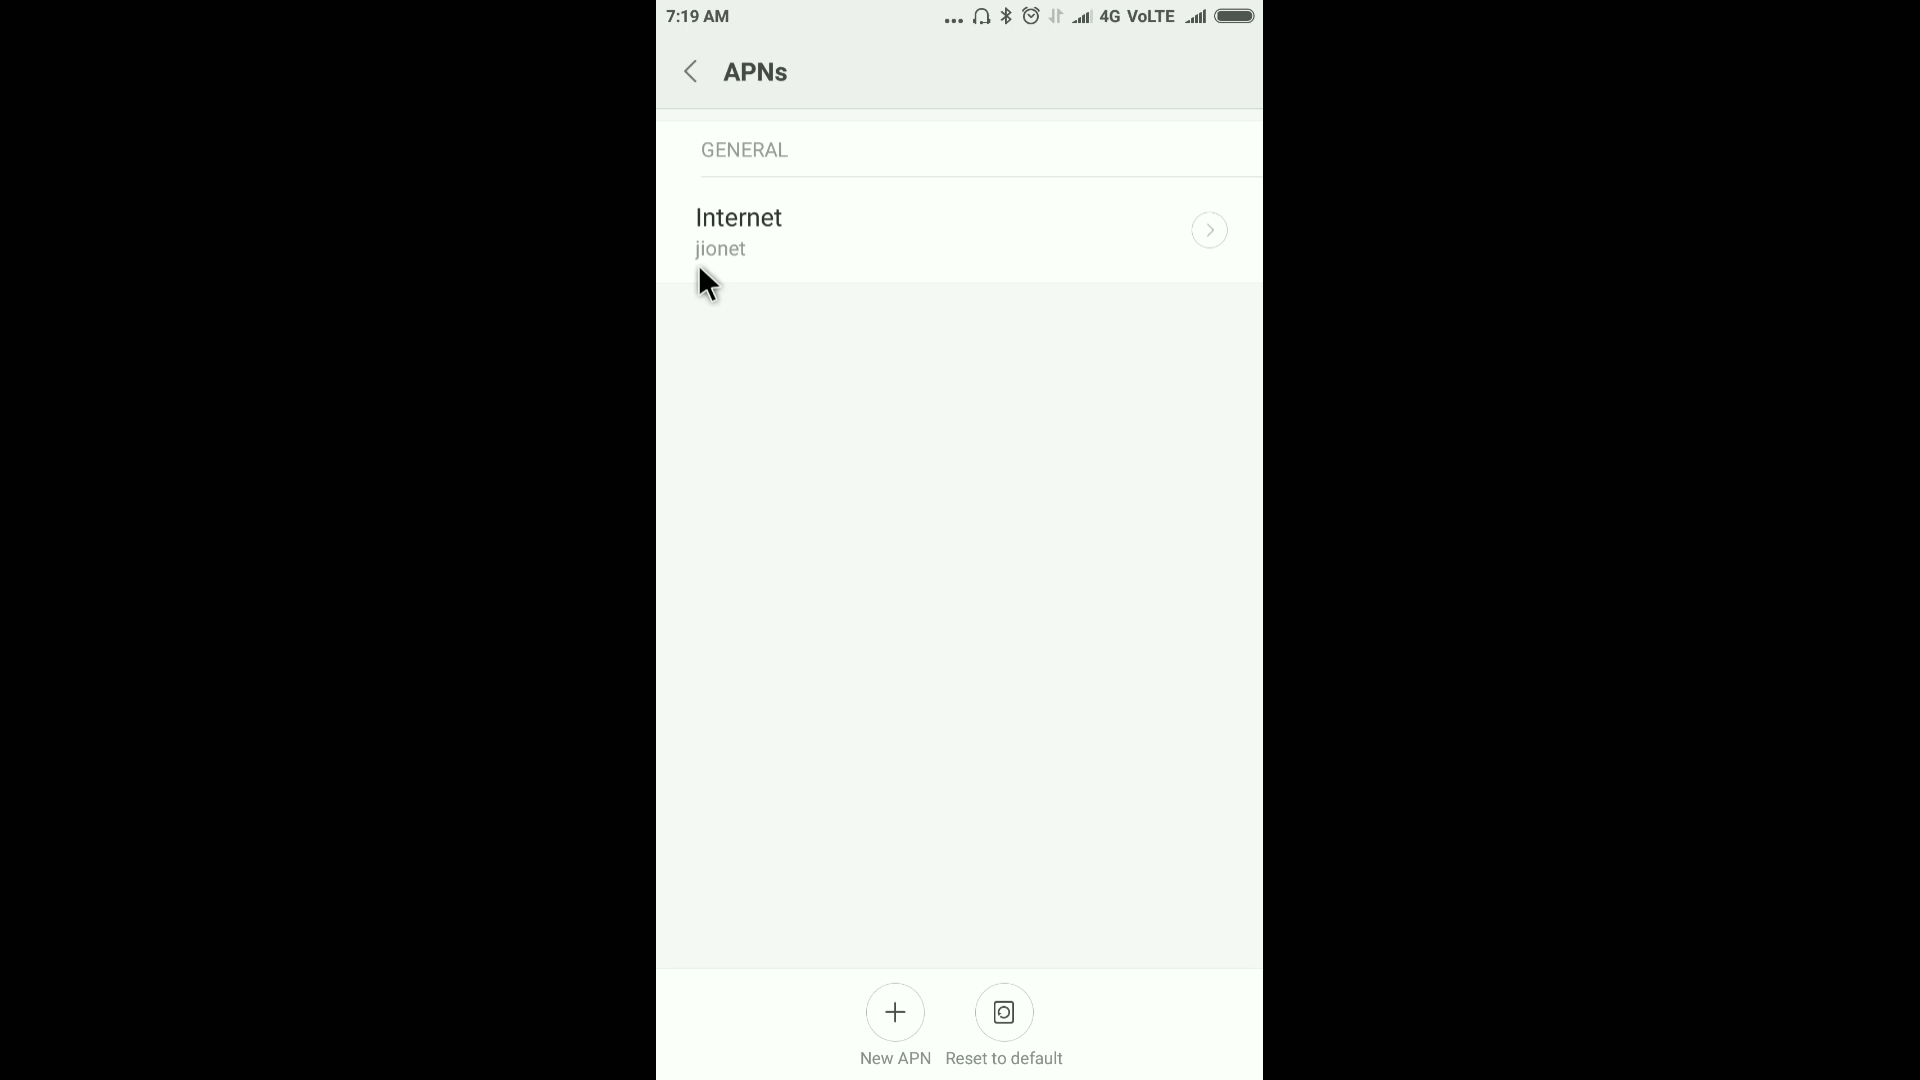 7:19 AM 4G VoLTE
APNs
GENERAL
Internet
jionet
New APN Reset to default